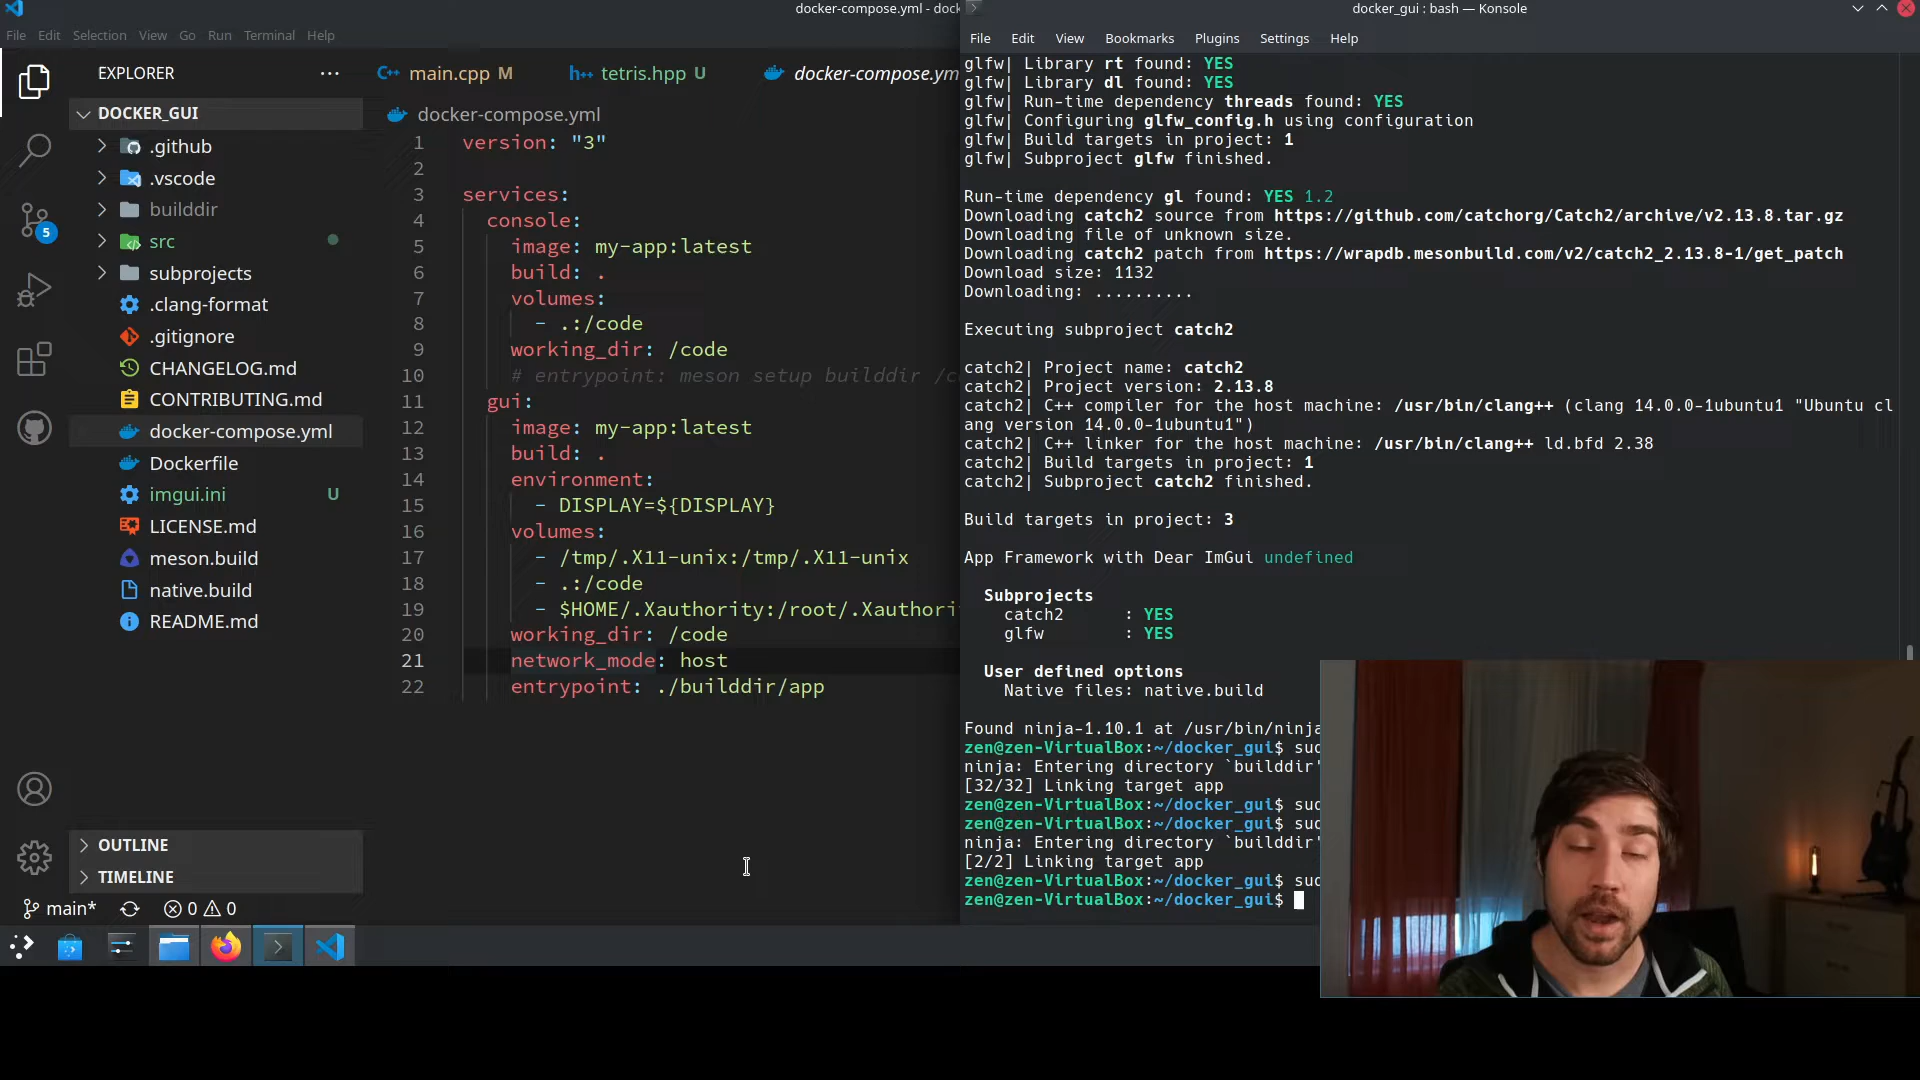 docker-compose.yml - dock
File Edit Selection View Go Run Terminal Help
EXPLORER
DOCKER_GUI
.github
.vscode
builddir
src
subprojects
.clang-format
.gitignore
CHANGELOG.md
CONTRIBUTING.md
docker-compose.yml
Dockerfile
imgui.ini U
LICENSE.md
meson.build
native.build
README.md
OUTLINE
TIMELINE
5
main* 0 0
main.cpp M tetris.hpp U docker-compose.ym
docker-compose.yml
1 version: "3"
2
3 services:
4 console:
5 image: my-app:latest
6 build: .
7 volumes:
8 - .:/code
9 working_dir: /code
10 # entrypoint: meson setup builddir /c
11 gui:
12 image: my-app:latest
13 build: .
14 environment:
15 - DISPLAY=${DISPLAY}
16 volumes:
17 - /tmp/.X11-unix:/tmp/.X11-unix
18 - .:/code
19 - $HOME/.Xauthority:/root/.Xauthori
20 working_dir: /code
21 network_mode: host
22 entrypoint: ./builddir/app
docker_gui : bash — Konsole
File Edit View Bookmarks Plugins Settings Help
glfw| Library rt found: YES
glfw| Library dl found: YES
glfw| Run-time dependency threads found: YES
glfw| Configuring glfw_config.h using configuration
glfw| Build targets in project: 1
glfw| Subproject glfw finished.
Run-time dependency gl found: YES 1.2
Downloading catch2 source from https://github.com/catchorg/Catch2/archive/v2.13.8.tar.gz
Downloading file of unknown size.
Downloading catch2 patch from https://wrapdb.mesonbuild.com/v2/catch2_2.13.8-1/get_patch
Download size: 1132
Downloading: ..........
Executing subproject catch2
catch2| Project name: catch2
catch2| Project version: 2.13.8
catch2| C++ compiler for the host machine: /usr/bin/clang++ (clang 14.0.0-1ubuntu1 "Ubuntu cl
ang version 14.0.0-1ubuntu1")
catch2| C++ linker for the host machine: /usr/bin/clang++ ld.bfd 2.38
catch2| Build targets in project: 1
catch2| Subproject catch2 finished.
Build targets in project: 3
App Framework with Dear ImGui undefined
Subprojects
catch2 : YES
glfw : YES
User defined options
Native files: native.build
Found ninja-1.10.1 at /usr/bin/ninja
zen@zen-VirtualBox:~/docker_gui$ sud
ninja: Entering directory `builddir'
[32/32] Linking target app
zen@zen-VirtualBox:~/docker_gui$ sud
zen@zen-VirtualBox:~/docker_gui$ sud
ninja: Entering directory `builddir'
[2/2] Linking target app
zen@zen-VirtualBox:~/docker_gui$ sud
zen@zen-VirtualBox:~/docker_gui$